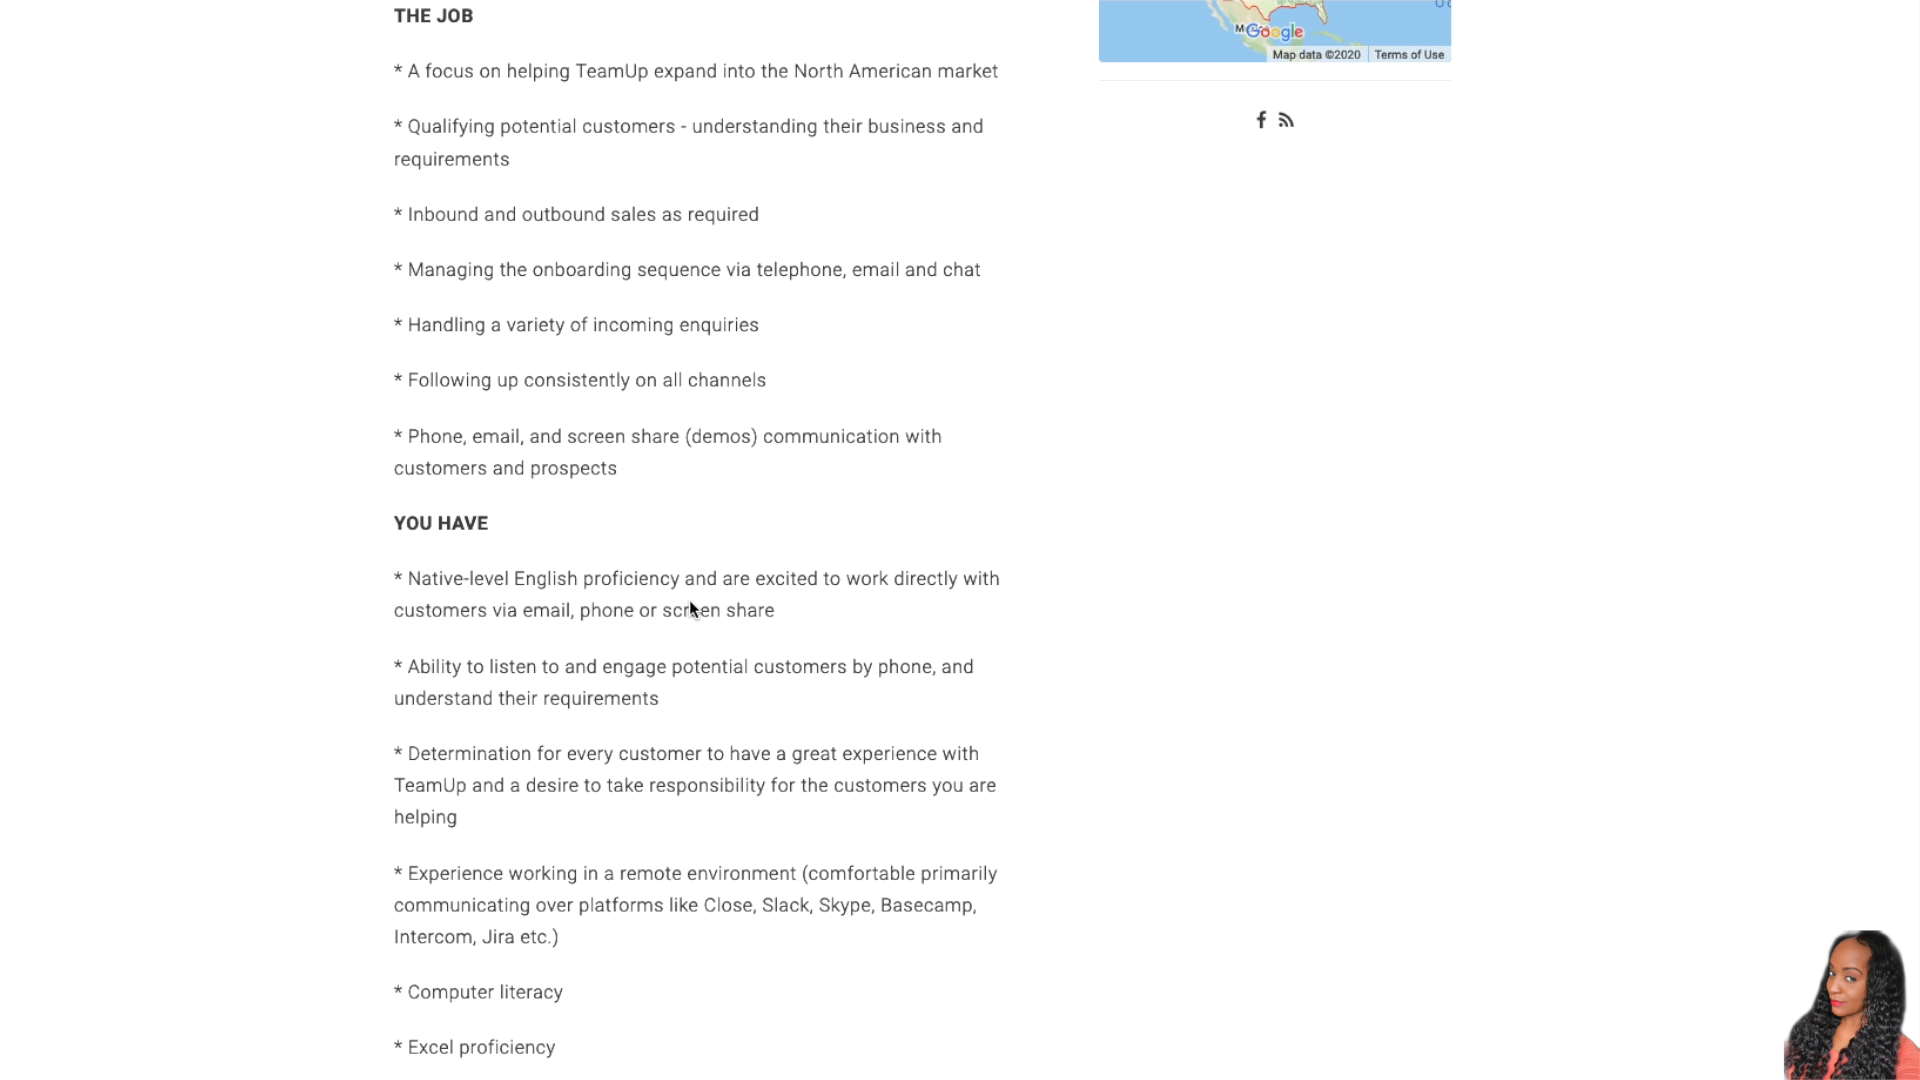 THE JOB
* A focus on helping TeamUp expand into the North American market
* Qualifying potential customers - understanding their business and
requirements
* Inbound and outbound sales as required
* Managing the onboarding sequence via telephone, email and chat
* Handling a variety of incoming enquiries
* Following up consistently on all channels
* Phone, email, and screen share (demos) communication with
customers and prospects
YOU HAVE
* Native-level English proficiency and are excited to work directly with
customers via email, phone or screen share
* Ability to listen to and engage potential customers by phone, and
understand their requirements
* Determination for every customer to have a great experience with
TeamUp and a desire to take responsibility for the customers you are
helping
* Experience working in a remote environment (comfortable primarily
communicating over platforms like Close, Slack, Skype, Basecamp,
Intercom, Jira etc.)
* Computer literacy
* Excel proficiency
Google
Map data ©2020 Terms of Use